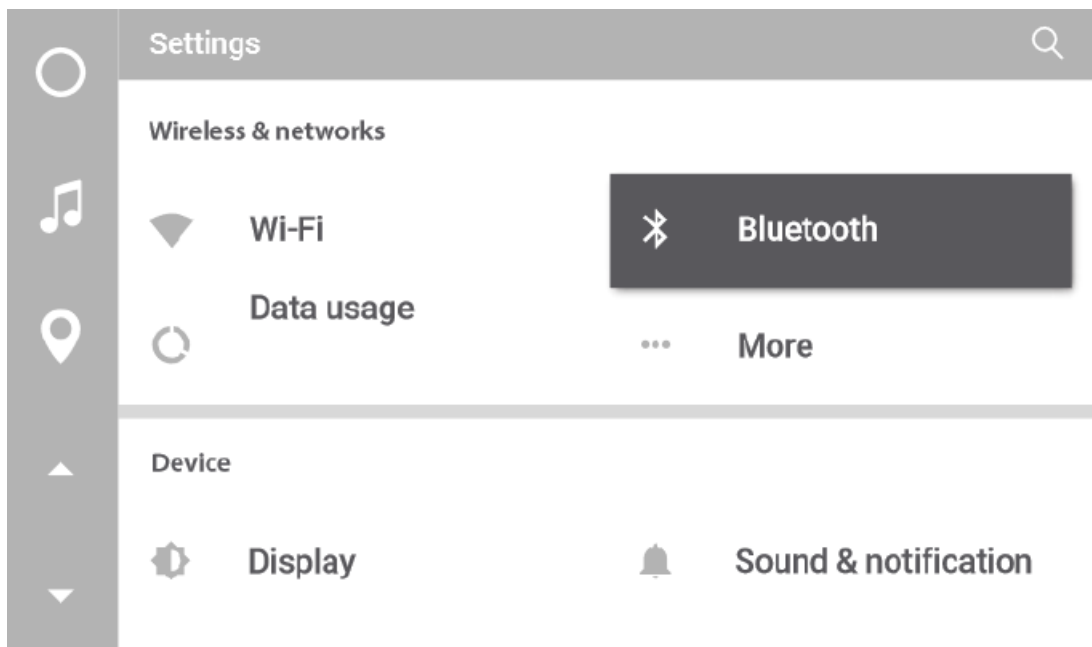 Settings
Wireless & networks
Wi-Fi
Bluetooth
Data usage
More
Device
Display
Sound & notification